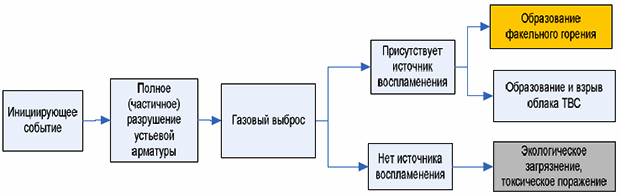 Инициирующее
событие
Полное
(частичное)
разрушение
устьевой
арматуры
Газовый выброс
Присутствует
источник
воспламенения
Образование
факельного горения
Образование и взрыв
облака ТВС
Нет источника
воспламенения
Экологическое
загрязнение,
токсическое поражение